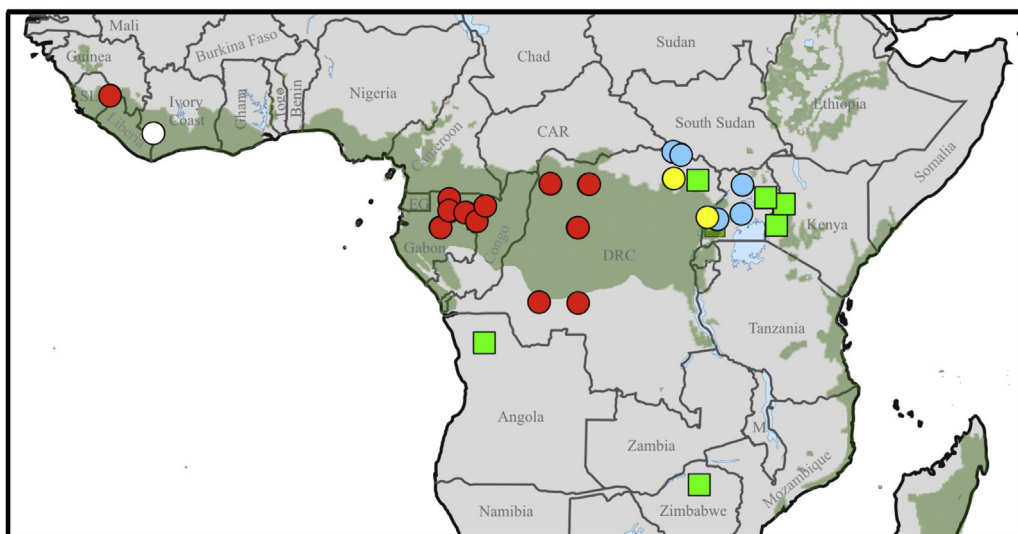 Mali
Burkina Faso
Guinea
Chad
Sudan
SL
Ivory
Coast
Ghana
Togo
Benin
Nigeria
Ethiopia
Liberia
Cameroon
CAR
South Sudan
Somalia
EG
Gabon
Congo
DRC
Kenya
Tanzania
Angola
Zambia
M
Mozambique
Namibia
Zimbabwe